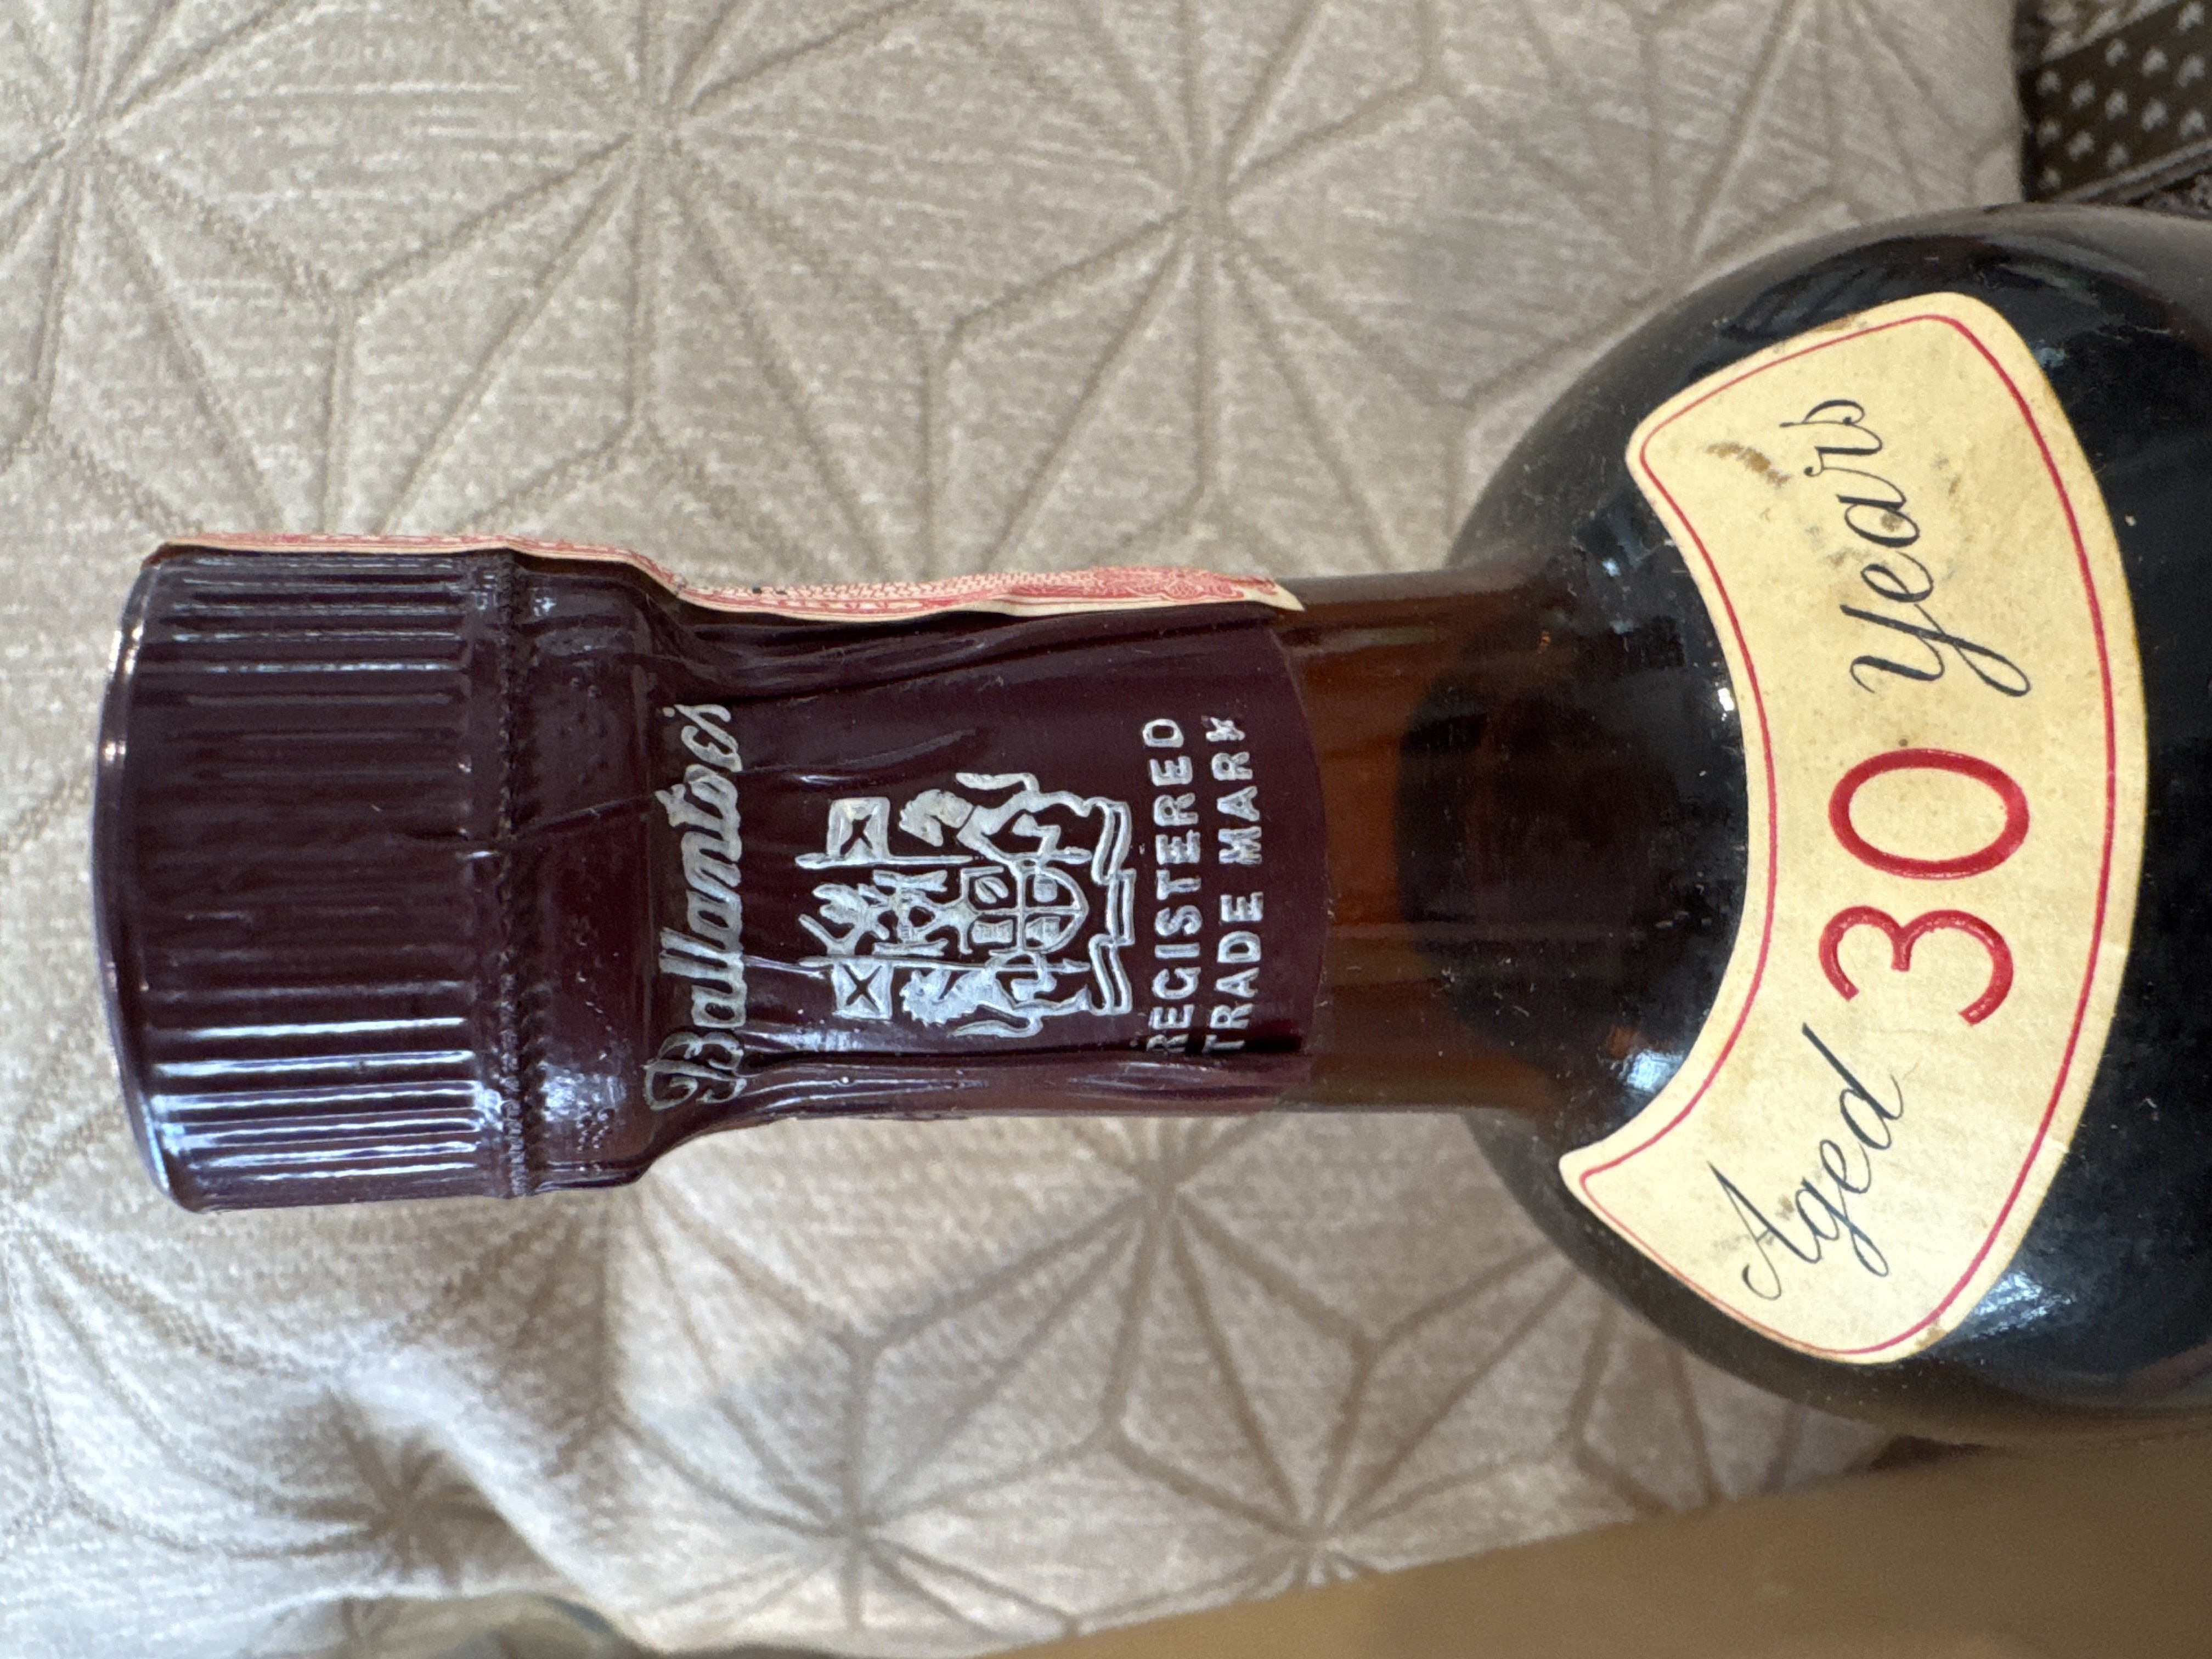 Ballantine's
REGISTERED
TRADE MARK
Aged 30 Years